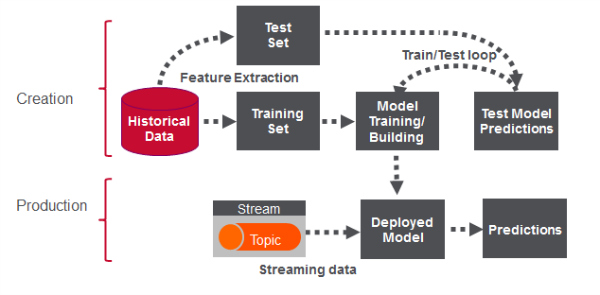 Test
Set
Train/Test loop
Feature Extraction
Creation
Historical
Data
Training
Set
Model
Training/
Building
Test Model
Predictions
Production
Stream
Topic
Deployed
Model
Predictions
Streaming data